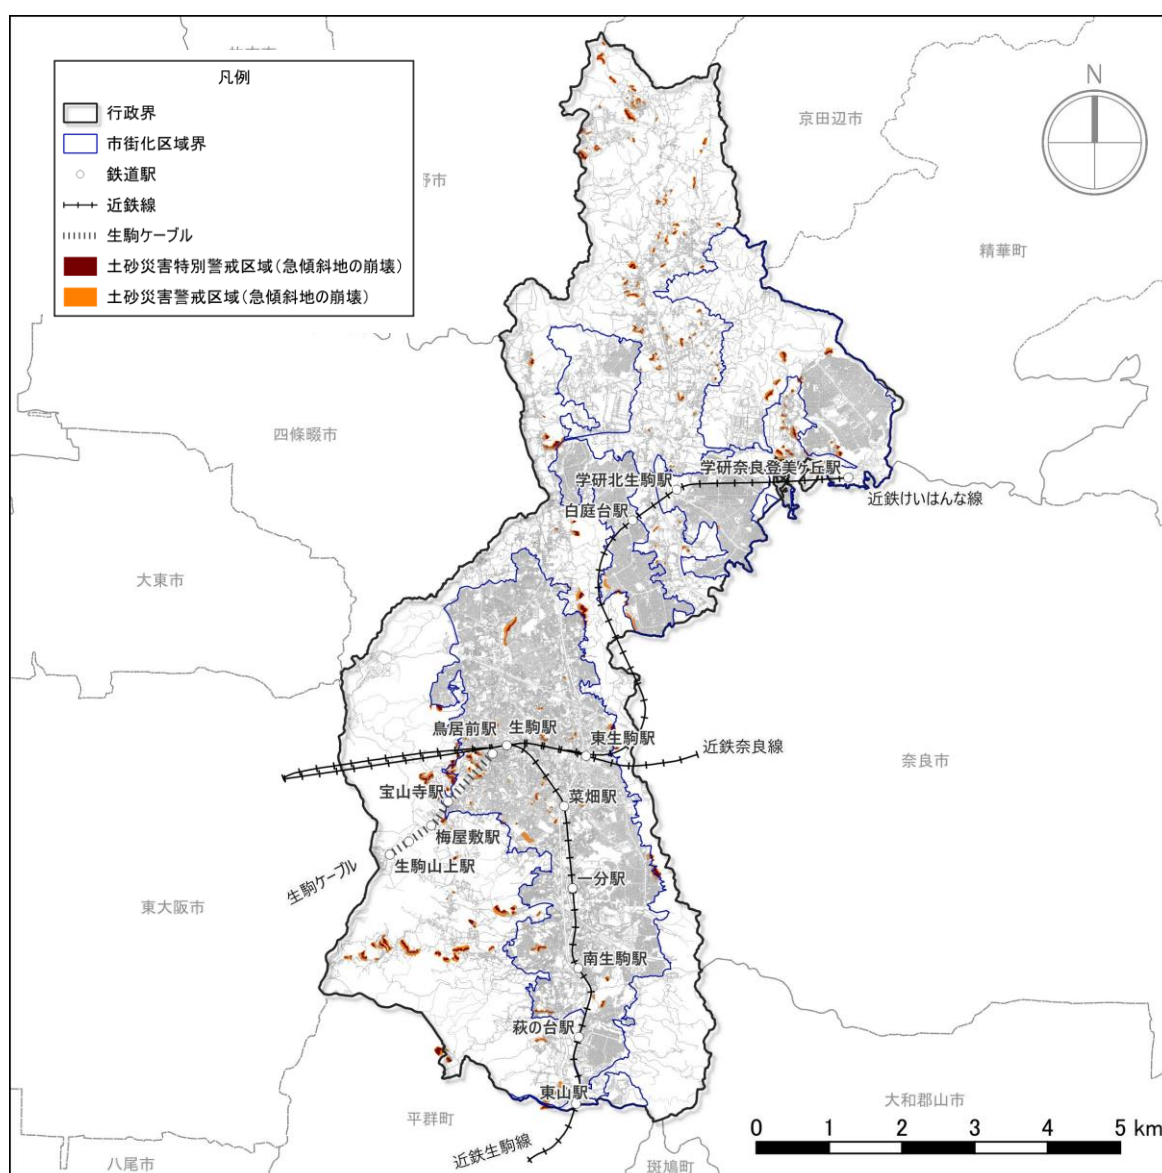 凡例
行政界
市街化区域界
鉄道駅
近鉄線
生駒ケーブル
土砂災害特別警戒区域(急傾斜地の崩壊)
土砂災害警戒区域(急傾斜地の崩壊)
N
京田辺市
野市
精華町
四條畷市
学研奈良登美ケ丘駅
学研北生駒駅
近鉄けいはんな線
白庭台駅
大東市
鳥居前駅
生駒駅
東生駒駅
近鉄奈良線
奈良市
宝山寺駅
菜畑駅
梅屋敷駅
生駒山上駅
生駒ケーブル
一分駅
東大阪市
南生駒駅
萩の台駅
東山駅
大和郡山市
平群町
近鉄生駒線
八尾市
斑鳩町
0 1 2 3 4 5 km